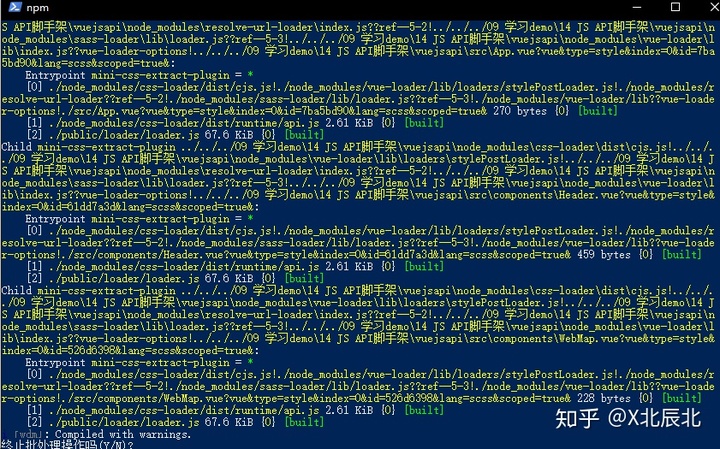 npm
S API脚手架\vuejsapi\node_modules\resolve-url-loader\index.js??ref--5-2!../../../09 学习demo\14 JS API脚手架\vuejsapi\n
ode_modules\sass-loader\lib\loader.js??ref--5-3!../../../09 学习demo\14 JS API脚手架\vuejsapi\node_modules\vue-loader\
lib\index.js??vue-loader-options!../../../09 学习demo\14 JS API脚手架\vuejsapi\src\App.vue?vue&type=style&index=0&id=7ba
5bd90&lang=scss&scoped=true&:
Entrypoint mini-css-extract-plugin = *
[0] ./node_modules/css-loader/dist/cjs.js!./node_modules/vue-loader/lib/loaders/stylePostLoader.js!./node_modules/re
solve-url-loader??ref--5-2!./node_modules/sass-loader/lib/loader.js??ref--5-3!./node_modules/vue-loader/lib??vue-loade
r-options!./src/App.vue?vue&type=style&index=0&id=7ba5bd90&lang=scss&scoped=true& 270 bytes {0} [built]
[1] ./node_modules/css-loader/dist/runtime/api.js 2.61 KiB {0} [built]
[2] ./public/loader/loader.js 67.6 KiB {0} [built]
Child mini-css-extract-plugin ../../../09 学习demo\14 JS API脚手架\vuejsapi\node_modules\css-loader\dist\cjs.js!../../.
./09 学习demo\14 JS API脚手架\vuejsapi\node_modules\vue-loader\lib\loaders\stylePostLoader.js!../../../09 学习demo\14 J
S API脚手架\vuejsapi\node_modules\resolve-url-loader\index.js??ref--5-2!../../../09 学习demo\14 JS API脚手架\vuejsapi\n
ode_modules\sass-loader\lib\loader.js??ref--5-3!../../../09 学习demo\14 JS API脚手架\vuejsapi\node_modules\vue-loader\l
ib\index.js??vue-loader-options!../../../09 学习demo\14 JS API脚手架\vuejsapi\src\components\Header.vue?vue&type=style&
index=0&id=61dd7a3d&lang=scss&scoped=true&:
Entrypoint mini-css-extract-plugin = *
[0] ./node_modules/css-loader/dist/cjs.js!./node_modules/vue-loader/lib/loaders/stylePostLoader.js!./node_modules/re
solve-url-loader??ref--5-2!./node_modules/sass-loader/lib/loader.js??ref--5-3!./node_modules/vue-loader/lib??vue-loade
r-options!./src/components/Header.vue?vue&type=style&index=0&id=61dd7a3d&lang=scss&scoped=true& 459 bytes {0} [built]
[1] ./node_modules/css-loader/dist/runtime/api.js 2.61 KiB {0} [built]
[2] ./public/loader/loader.js 67.6 KiB {0} [built]
Child mini-css-extract-plugin ../../../09 学习demo\14 JS API脚手架\vuejsapi\node_modules\css-loader\dist\cjs.js!../../.
./09 学习demo\14 JS API脚手架\vuejsapi\node_modules\vue-loader\lib\loaders\stylePostLoader.js!../../../09 学习demo\14 J
S API脚手架\vuejsapi\node_modules\resolve-url-loader\index.js??ref--5-2!../../../09 学习demo\14 JS API脚手架\vuejsapi\n
ode_modules\sass-loader\lib\loader.js??ref--5-3!../../../09 学习demo\14 JS API脚手架\vuejsapi\node_modules\vue-loader\l
ib\index.js??vue-loader-options!../../../09 学习demo\14 JS API脚手架\vuejsapi\src\components\WebMap.vue?vue&type=style&
index=0&id=526d6398&lang=scss&scoped=true&:
Entrypoint mini-css-extract-plugin = *
[0] ./node_modules/css-loader/dist/cjs.js!./node_modules/vue-loader/lib/loaders/stylePostLoader.js!./node_modules/re
solve-url-loader??ref--5-2!./node_modules/sass-loader/lib/loader.js??ref--5-3!./node_modules/vue-loader/lib??vue-loade
r-options!./src/components/WebMap.vue?vue&type=style&index=0&id=526d6398&lang=scss&scoped=true& 228 bytes {0} [built]
[1] ./node_modules/css-loader/dist/runtime/api.js 2.61 KiB {0} [built]
[2] ./public/loader/loader.js 67.6 KiB {0} [built]
｢wdm｣: Compiled with warnings.
终止批处理操作吗(Y/N)?
知乎 @X北辰北